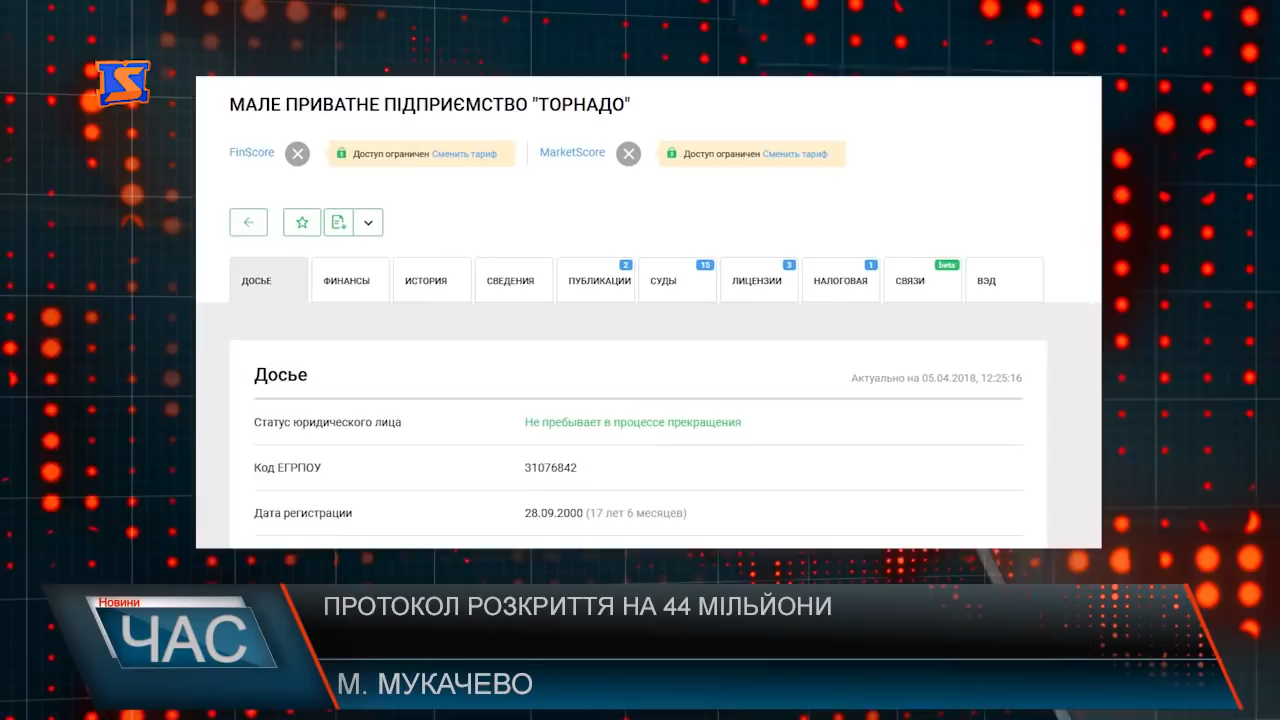 МАЛЕ ПРИВАТНЕ ПІДПРИЄМСТВО "ТОРНАДО"
FinScore Доступ ограничен Сменить тариф MarketScore Доступ ограничен Сменить тариф
ДОСЬЕ ФИНАНСЫ ИСТОРИЯ СВЕДЕНИЯ ПУБЛИКАЦИИ 2 СУДЫ 15 ЛИЦЕНЗИИ 3 НАЛОГОВАЯ 1 СВЯЗИ beta ВЭД
Досье
Актуально на 05.04.2018, 12:25:16
Статус юридического лица Не пребывает в процессе прекращения
Код ЕГРПОУ 31076842
Дата регистрации 28.09.2000 (17 лет 6 месяцев)
Новини
ЧАС
ПРОТОКОЛ РОЗКРИТТЯ НА 44 МІЛЬЙОНИ
М. МУКАЧЕВО